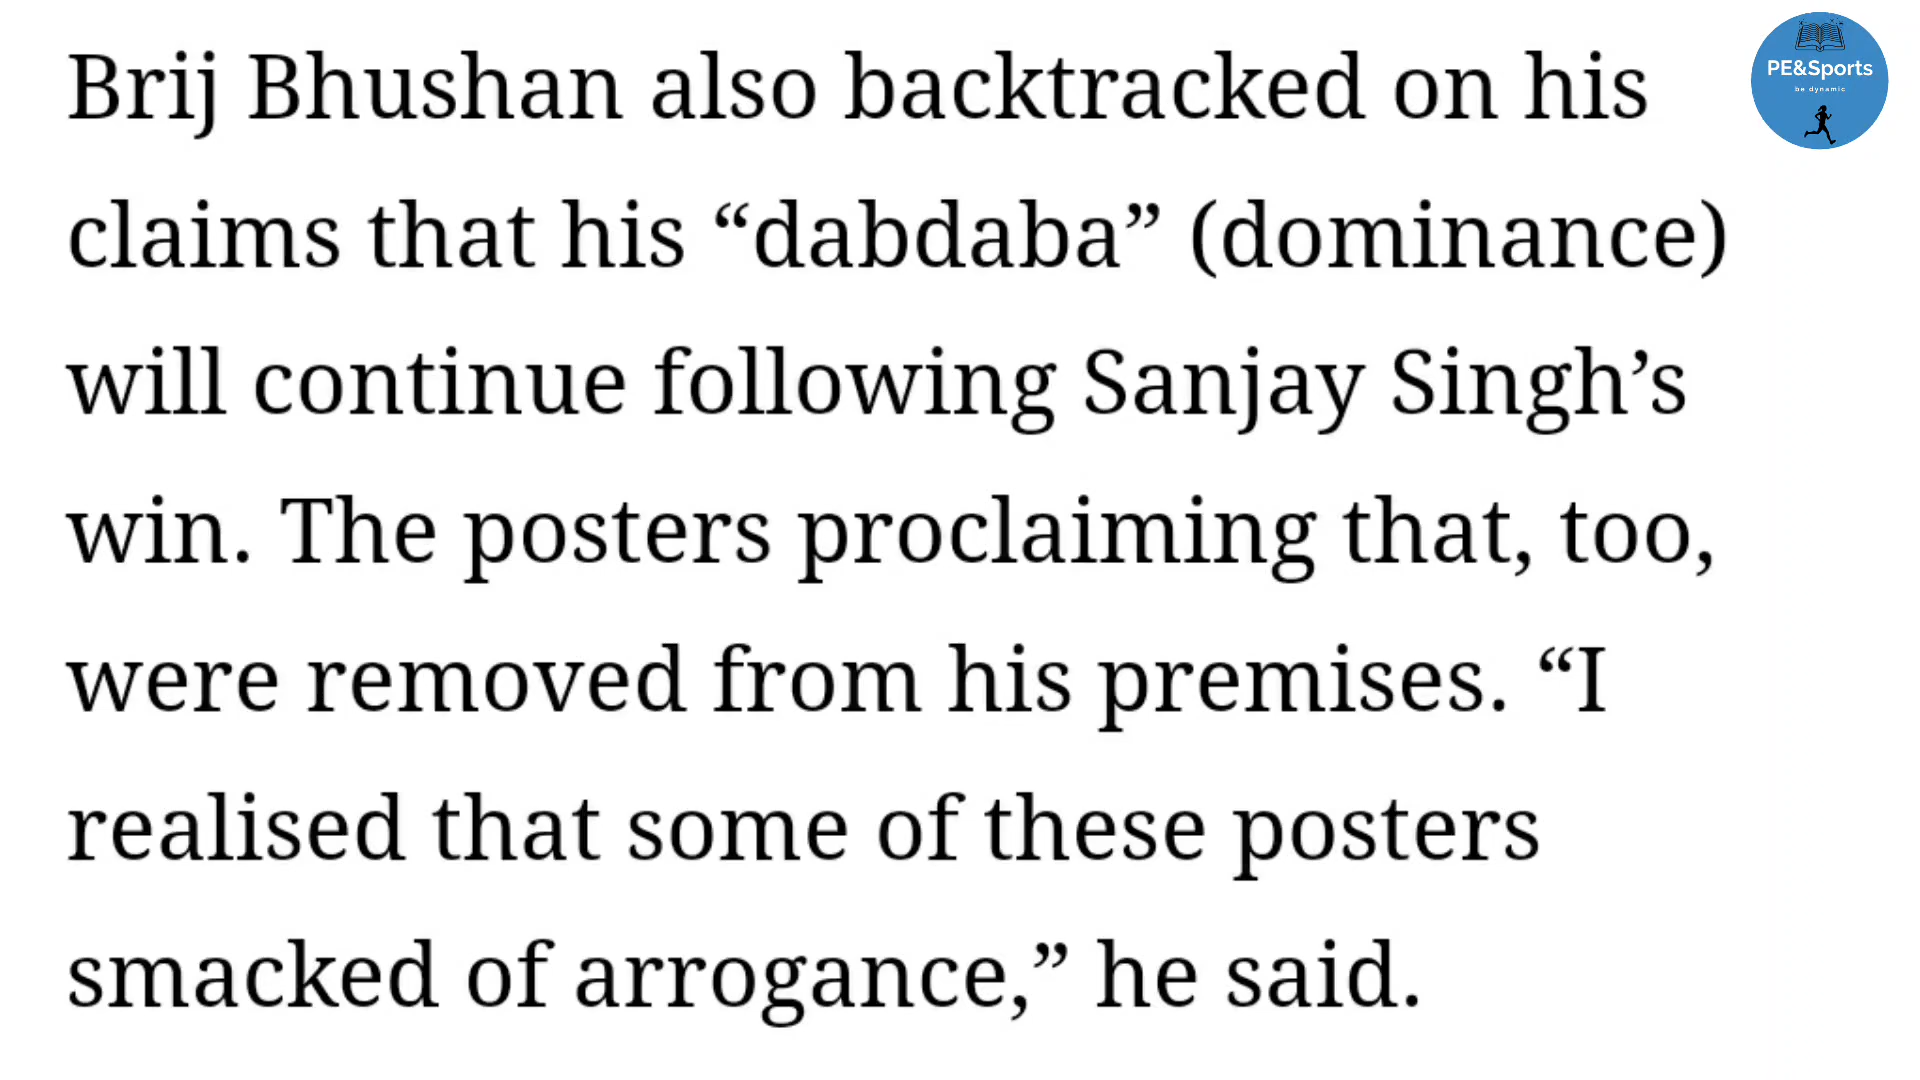 Brij Bhushan also backtracked on his
claims that his “dabdaba” (dominance)
will continue following Sanjay Singh’s
win. The posters proclaiming that, too,
were removed from his premises. “I
realised that some of these posters
smacked of arrogance,” he said.
PE&Sports
be dynamic